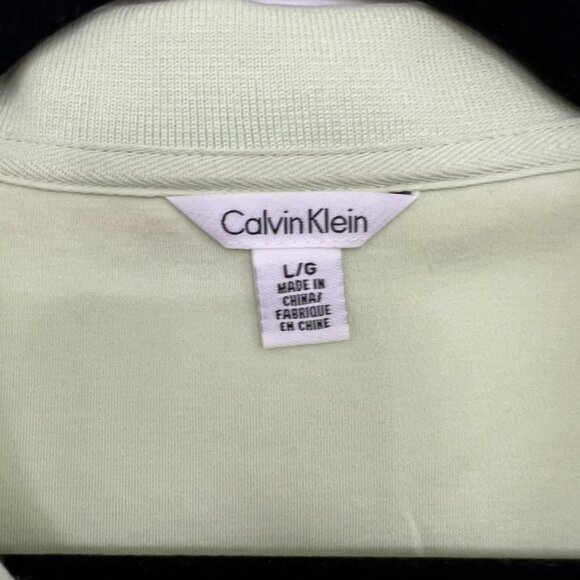 Calvin Klein
L/G
MADE IN
CHINA/
FABRIQUE
EN CHINE